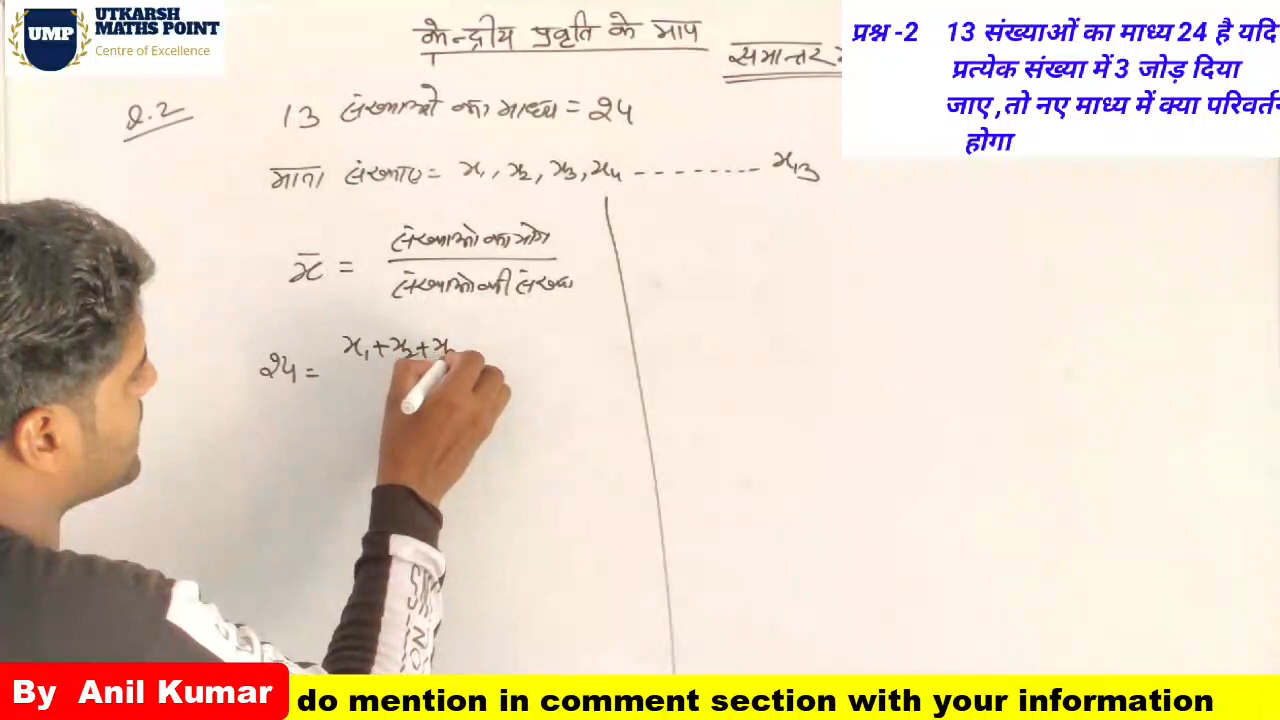 UTKARSH
MATHS POINT
UMP
Centre of Excellence
केन्द्रीय प्रवृति के माप
समान्तर
प्रश्न -2 13 संख्याओं का माध्य 24 है यदि
प्रत्येक संख्या में 3 जोड़ दिया
जाए ,तो नए माध्य में क्या परिवर्तन
होगा
Q.2
13 संख्याओं का माध्य = 24
माना संख्याए = x₁, x₂, x₃, x₄ -------- x₁₃
x̄ = संख्याओ का योग
संख्याओ की संख्या
24 = x₁+x₂+x
By Anil Kumar
do mention in comment section with your information